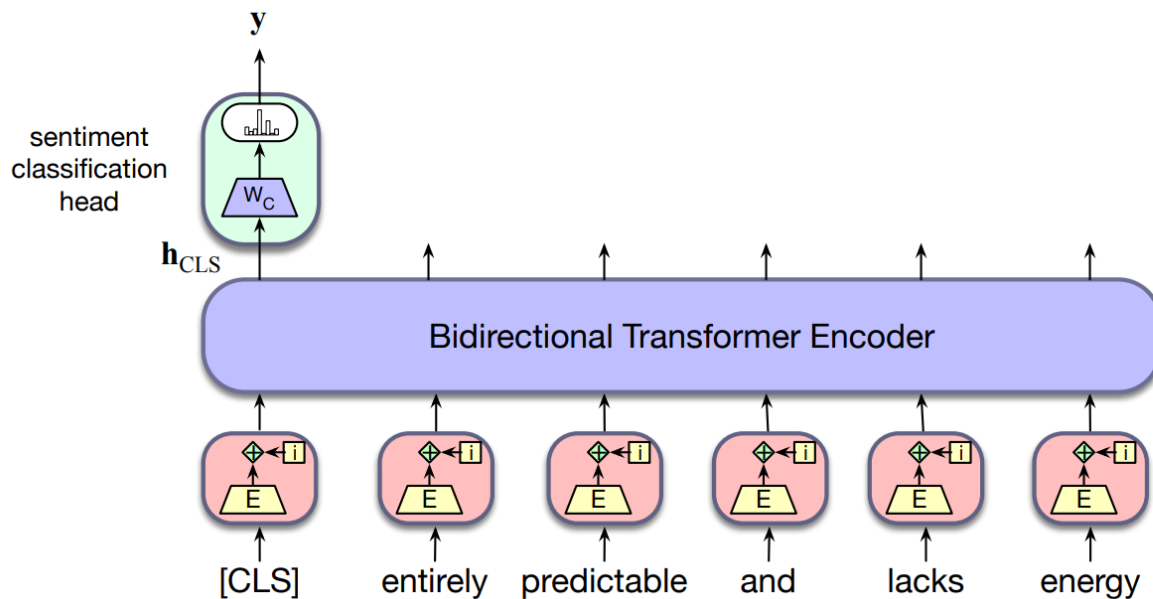 y
sentiment
classification
head
W_C
h_CLS
Bidirectional Transformer Encoder
+ i
+ i
+ i
+ i
+ i
+ i
E
E
E
E
E
E
[CLS] entirely predictable and lacks energy